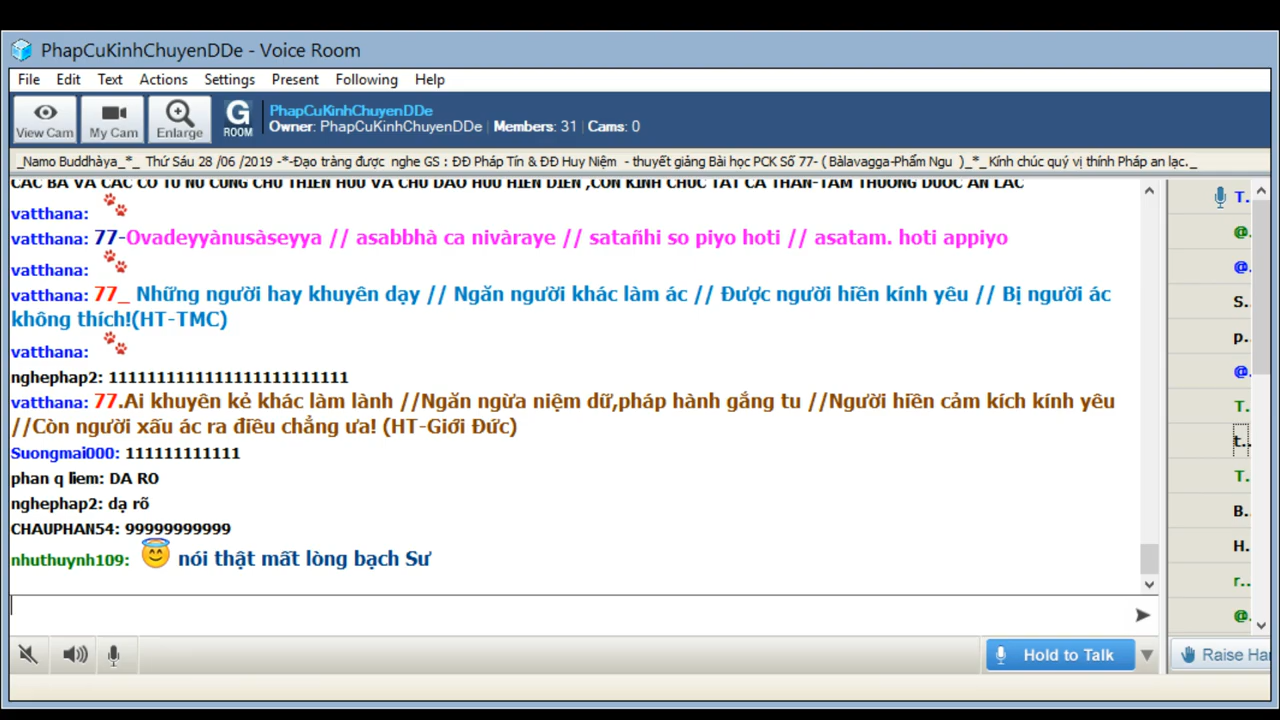 PhapCuKinhChuyenDDe - Voice Room
File Edit Text Actions Settings Present Following Help
View Cam My Cam Enlarge G ROOM
PhapCuKinhChuyenDDe
Owner: PhapCuKinhChuyenDDe | Members: 31 | Cams: 0
_Namo Buddhàya_*_ Thứ Sáu 28 /06 /2019 -*-Đạo tràng được nghe GS : ĐĐ Pháp Tín & ĐĐ Huy Niệm - thuyết giảng Bài học PCK Số 77- ( Bàlavagga-Phẩm Ngu )_*_ Kính chúc quý vị thính Pháp an lạc._
vatthana:
vatthana: 77-Ovadeyyànusàseyya // asabbhà ca nivàraye // satañhi so piyo hoti // asatam. hoti appiyo
vatthana:
vatthana: 77_ Những người hay khuyên dạy // Ngăn người khác làm ác // Được người hiền kính yêu // Bị người ác
không thích!(HT-TMC)
vatthana:
nghephap2: 1111111111111111111111111
vatthana: 77.Ai khuyên kẻ khác làm lành //Ngăn ngừa niệm dữ,pháp hành gắng tu //Người hiền cảm kích kính yêu
//Còn người xấu ác ra điều chẳng ưa! (HT-Giới Đức)
Suongmai000: 111111111111
phan q liem: DA RO
nghephap2: dạ rõ
CHAUPHAN54: 99999999999
nhuthuynh109: nói thật mất lòng bạch Sư
T.
@.
@.
S.
p.
@.
T.
t..
T.
B.
H.
r..
@.
Hold to Talk
Raise Ha